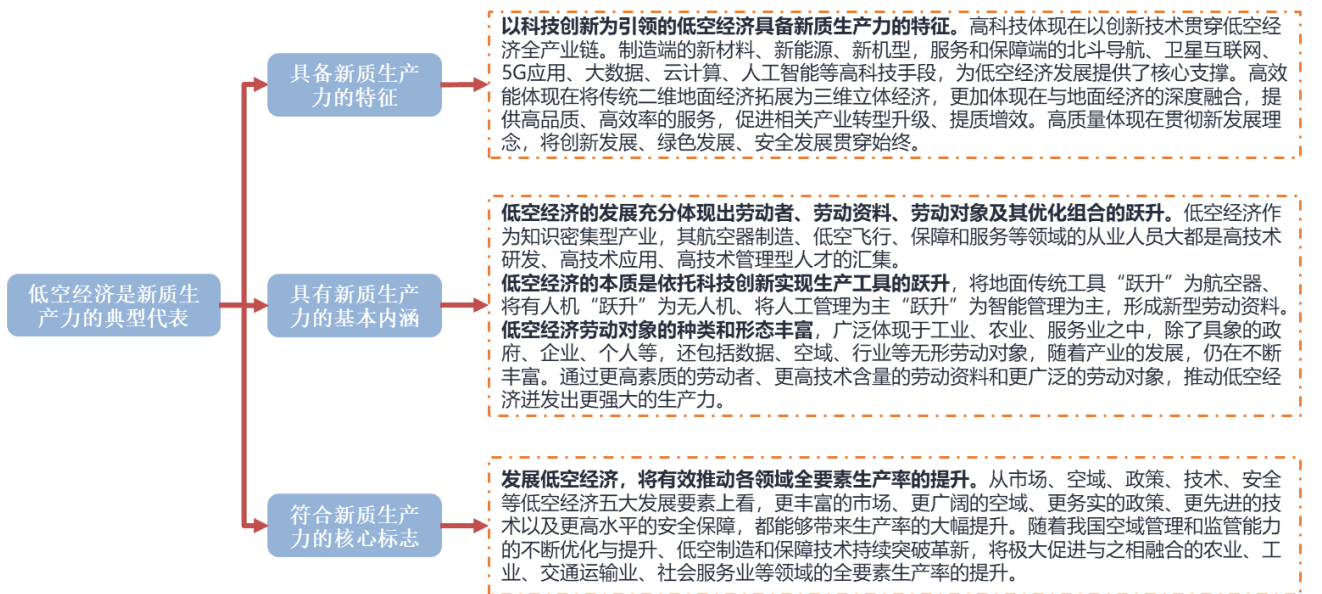 低空经济是新质生
产力的典型代表
具备新质生产
力的特征
以科技创新为引领的低空经济具备新质生产力的特征。高科技体现在以创新技术贯穿低空经
济全产业链。制造端的新材料、新能源、新机型，服务和保障端的北斗导航、卫星互联网、
5G应用、大数据、云计算、人工智能等高科技手段，为低空经济发展提供了核心支撑。高效
能体现在将传统二维地面经济拓展为三维立体经济，更加体现在与地面经济的深度融合，提
供高品质、高效率的服务，促进相关产业转型升级、提质增效。高质量体现在贯彻新发展理
念，将创新发展、绿色发展、安全发展贯穿始终。
具有新质生产
力的基本内涵
低空经济的发展充分体现出劳动者、劳动资料、劳动对象及其优化组合的跃升。低空经济作
为知识密集型产业，其航空器制造、低空飞行、保障和服务等领域的从业人员大都是高技术
研发、高技术应用、高技术管理型人才的汇集。
低空经济的本质是依托科技创新实现生产工具的跃升，将地面传统工具“跃升”为航空器、
将有人机“跃升”为无人机、将人工管理为主“跃升”为智能管理为主，形成新型劳动资料。
低空经济劳动对象的种类和形态丰富，广泛体现于工业、农业、服务业之中，除了具象的政
府、企业、个人等，还包括数据、空域、行业等无形劳动对象，随着产业的发展，仍在不断
丰富。通过更高素质的劳动者、更高技术含量的劳动资料和更广泛的劳动对象，推动低空经
济迸发出更强大的生产力。
符合新质生产
力的核心标志
发展低空经济，将有效推动各领域全要素生产率的提升。从市场、空域、政策、技术、安全
等低空经济五大发展要素上看，更丰富的市场、更广阔的空域、更务实的政策、更先进的技
术以及更高水平的安全保障，都能够带来生产率的大幅提升。随着我国空域管理和监管能力
的不断优化与提升、低空制造和保障技术持续突破革新，将极大促进与之相融合的农业、工
业、交通运输业、社会服务业等领域的全要素生产率的提升。